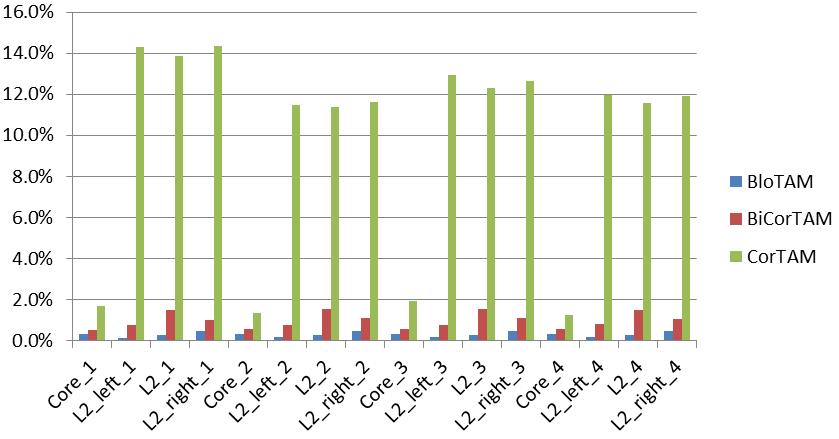 16.0%
14.0%
12.0%
10.0%
8.0%
6.0%
4.0%
2.0%
0.0%
Core_1
L2_left_1
L2_1
L2_right_1
Core_2
L2_left_2
L2_2
L2_right_2
Core_3
L2_left_3
L2_3
L2_right_3
Core_4
L2_left_4
L2_4
L2_right_4
BloTAM
BiCorTAM
CorTAM